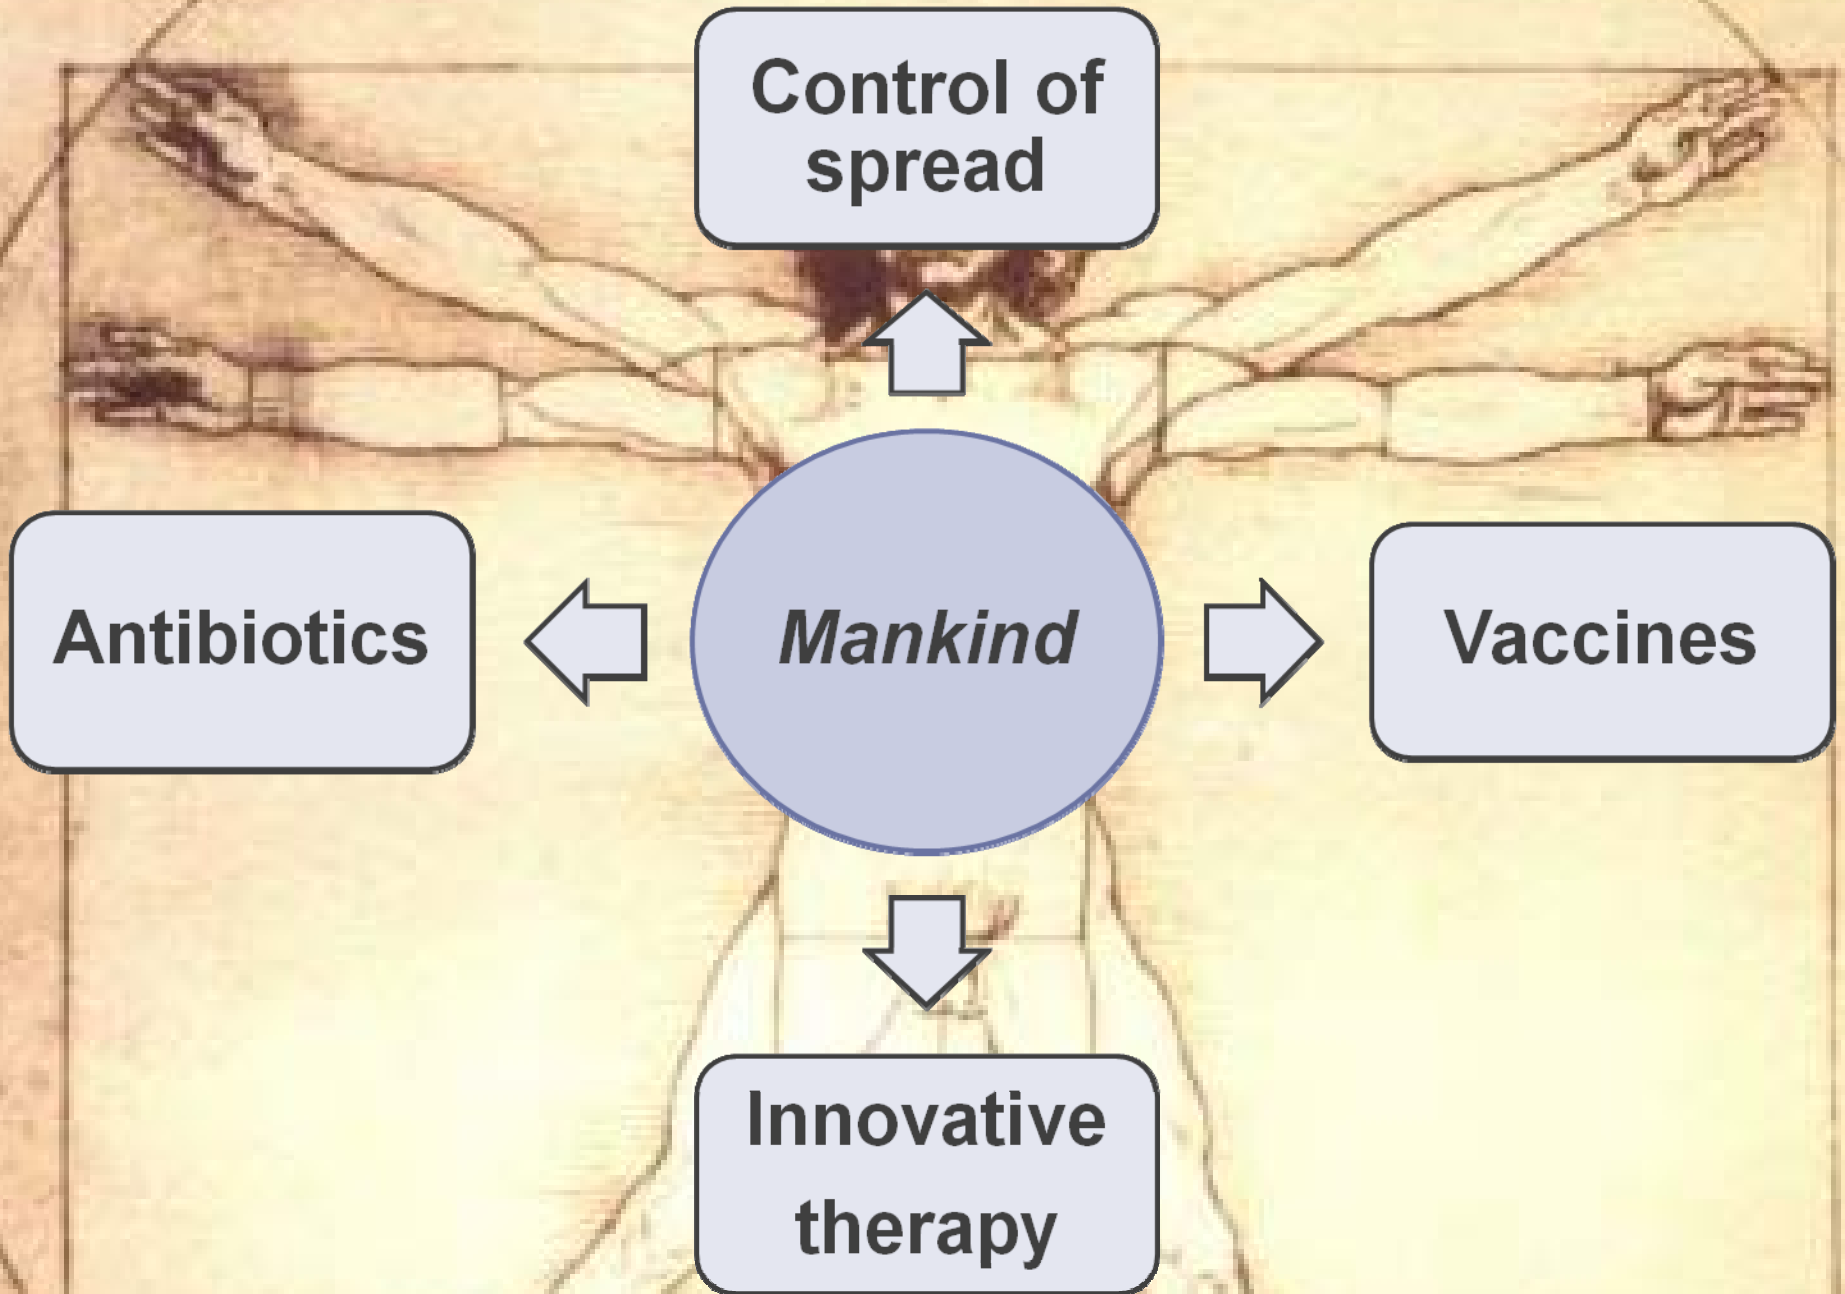 Control of
spread
Antibiotics
Mankind
Vaccines
Innovative
therapy